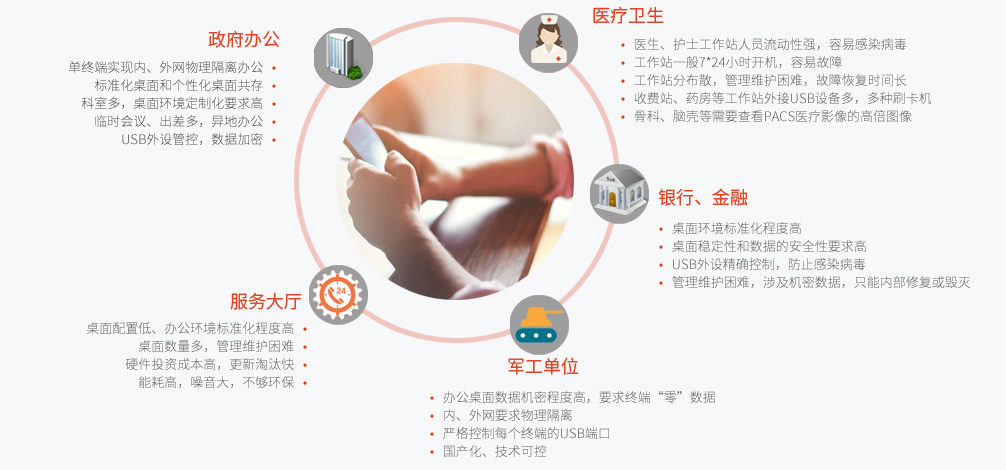 政府办公
单终端实现内、外网物理隔离办公
标准化桌面和个性化桌面共存
科室多，桌面环境定制化要求高
临时会议、出差多，异地办公
USB外设管控，数据加密
医疗卫生
医生、护士工作站人员流动性强，容易感染病毒
工作站一般7*24小时开机，容易故障
工作站分布散，管理维护困难，故障恢复时间长
收费站、药房等工作站外接USB设备多，多种刷卡机
骨科、脑壳等需要查看PACS医疗影像的高倍图像
银行、金融
桌面环境标准化程度高
桌面稳定性和数据的安全性要求高
USB外设精确控制，防止感染病毒
管理维护困难，涉及机密数据，只能内部修复或毁灭
24
服务大厅
桌面配置低、办公环境标准化程度高
桌面数量多，管理维护困难
硬件投资成本高，更新淘汰快
能耗高，噪音大，不够环保
军工单位
办公桌面数据机密程度高，要求终端“零”数据
内、外网要求物理隔离
严格控制每个终端的USB端口
国产化、技术可控